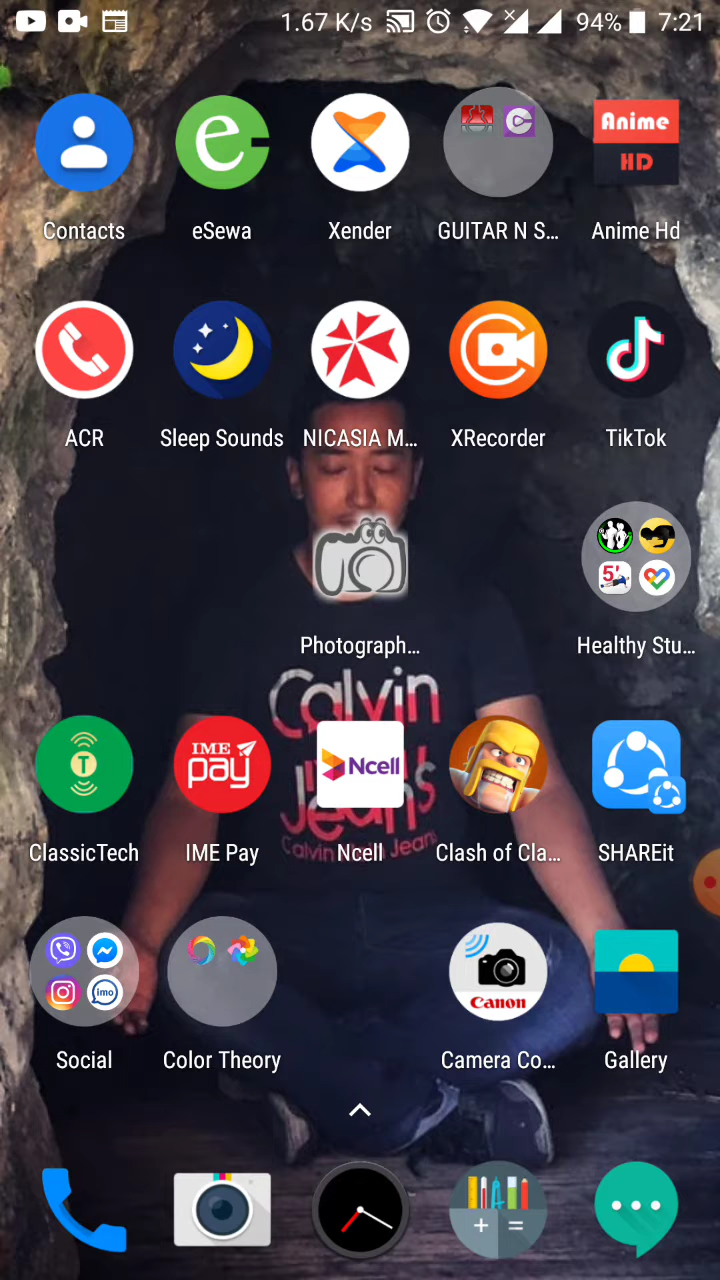 1.67 K/s 94% 7:21
Anime
HD
Contacts eSewa Xender GUITAR N S... Anime Hd
ACR Sleep Sounds NICASIA M... XRecorder TikTok
5'
Photograph... Healthy Stu...
Calvin
Jeans
Calvin Klein Jeans
T IME pay Ncell
ClassicTech IME Pay Ncell Clash of Cla... SHAREit
imo Canon
Social Color Theory Camera Co... Gallery
+ =